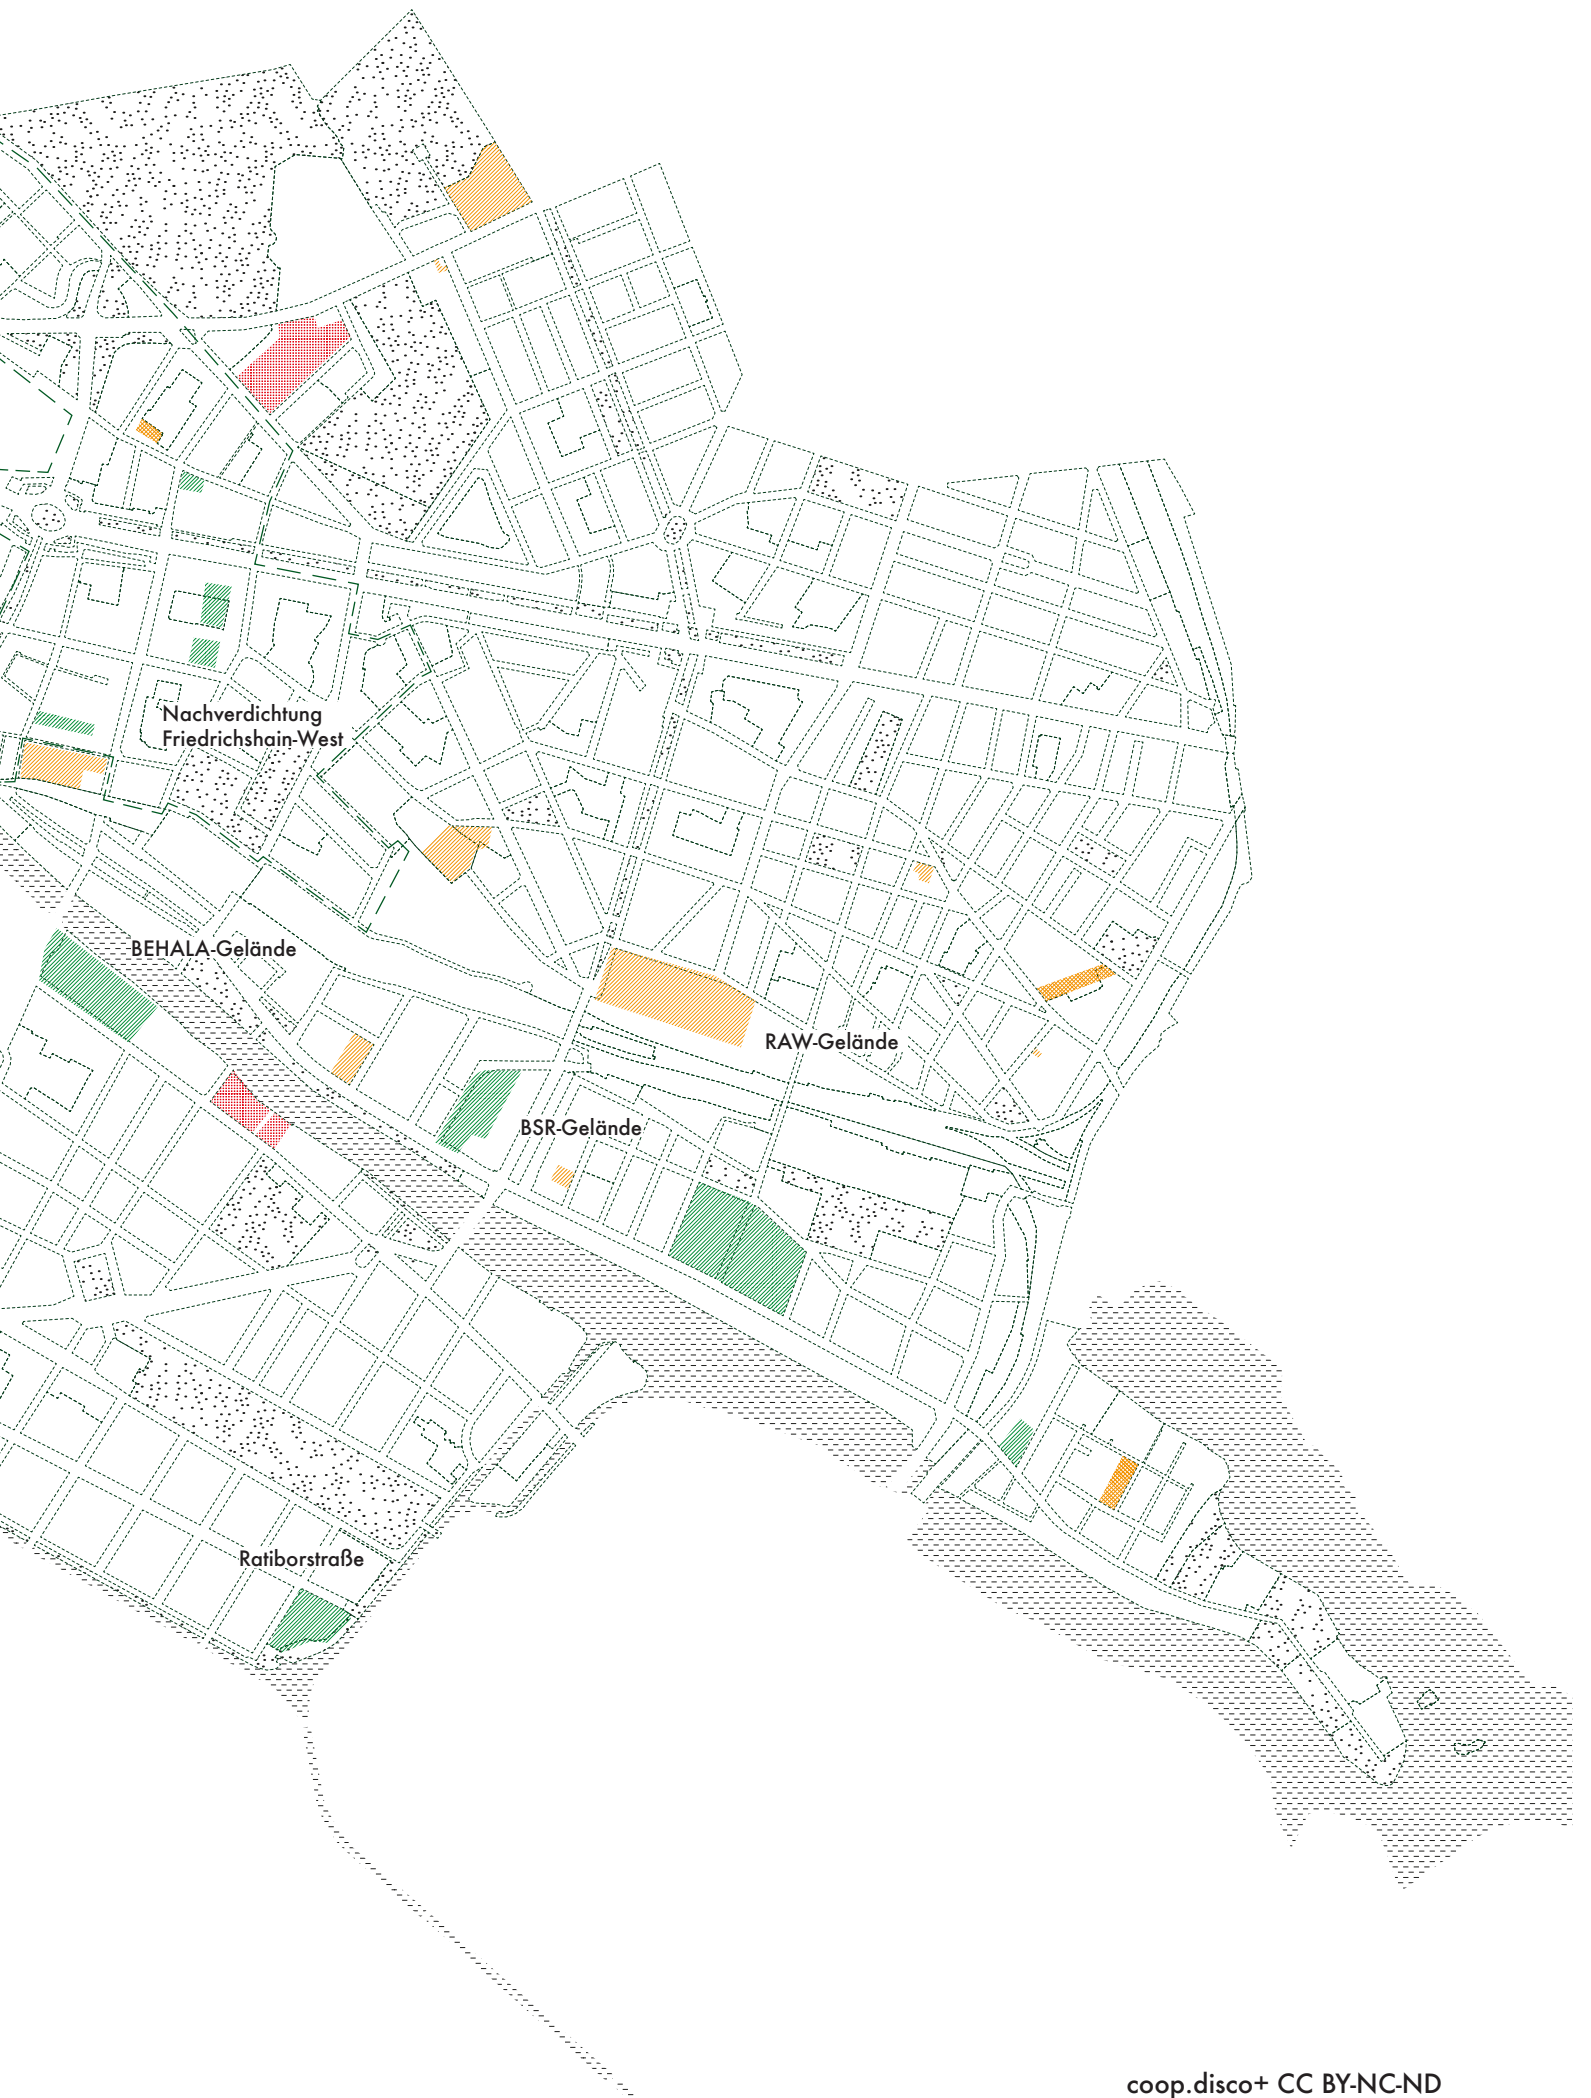 Nachverdichtung
Friedrichshain-West
BEHALA-Gelände
RAW-Gelände
BSR-Gelände
Ratiborstraße
coop.disco+ CC BY-NC-ND